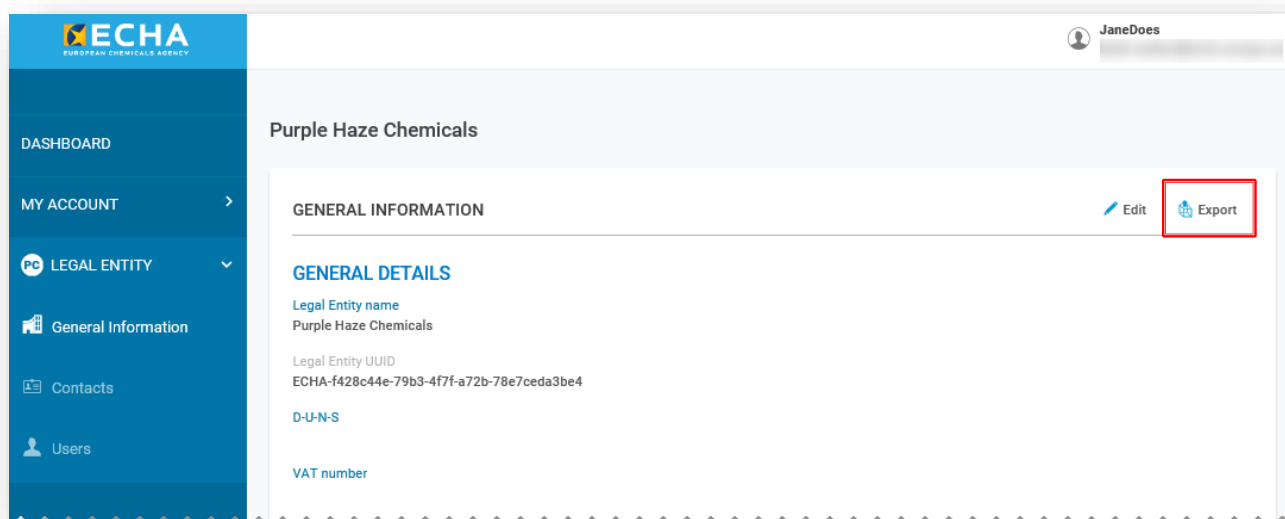 ECHA
EUROPEAN CHEMICALS AGENCY
JaneDoes
DASHBOARD
MY ACCOUNT
PC LEGAL ENTITY
General Information
Contacts
Users
Purple Haze Chemicals
GENERAL INFORMATION
Edit
Export
GENERAL DETAILS
Legal Entity name
Purple Haze Chemicals
Legal Entity UUID
ECHA-f428c44e-79b3-4f7f-a72b-78e7ceda3be4
D-U-N-S
VAT number